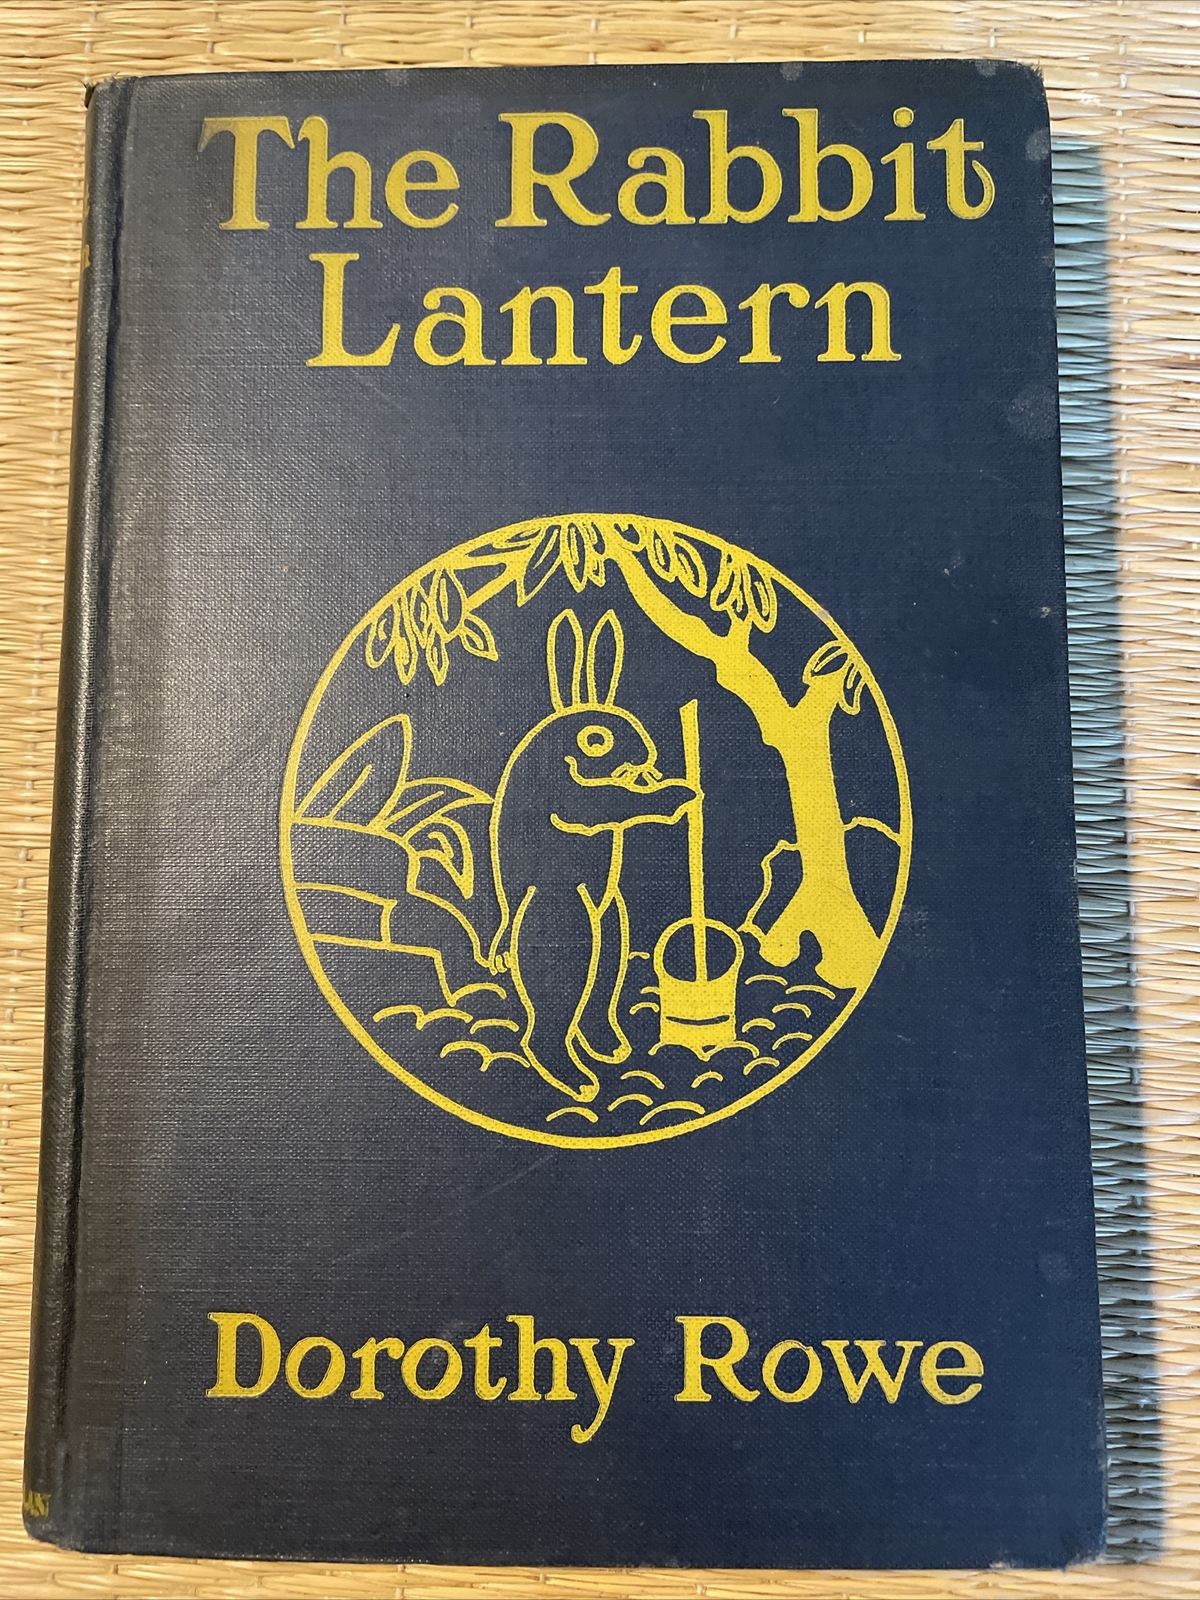 The Rabbit
Lantern
Dorothy Rowe